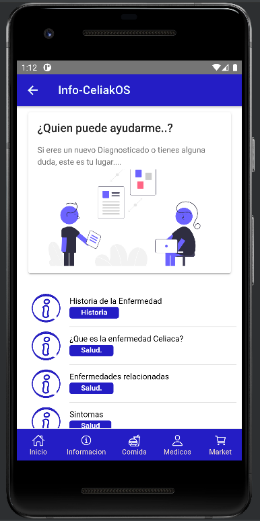 1:12
Info-CeliakOS
¿Quien puede ayudarme..?
Si eres un nuevo Diagnosticado o tienes alguna
duda, este es tu lugar....
Historia de la Enfermedad
Historia
¿Que es la enfermedad Celiaca?
Salud.
Enfermedades relacionadas
Salud.
Sintomas
Salud
Inicio Informacion Comida Medicos Market